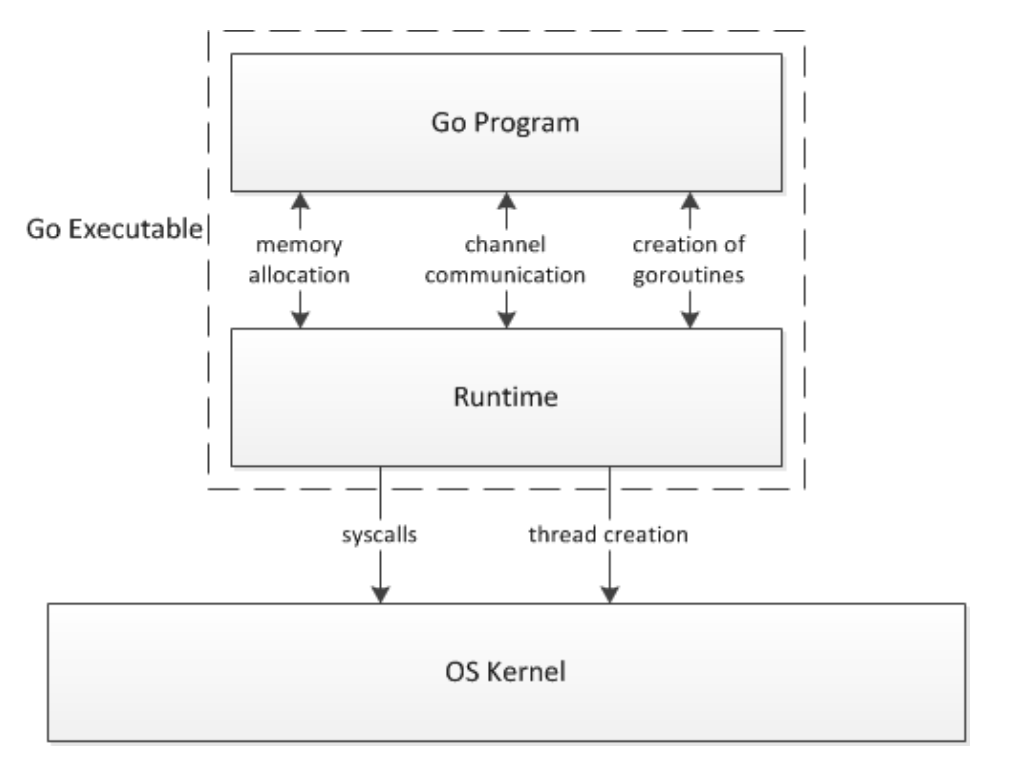 Go Program
Go Executable
memory
allocation
channel
communication
creation of
goroutines
Runtime
syscalls
thread creation
OS Kernel